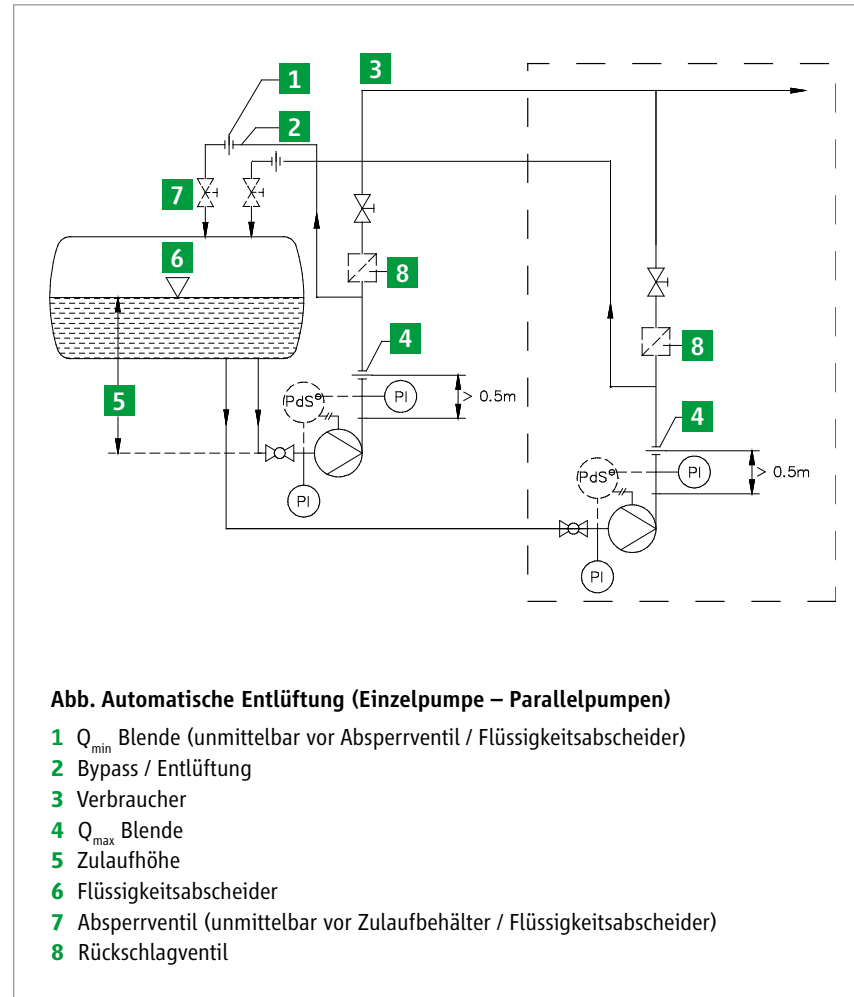 1
3
2
7
6
8
4
8
5
PdS
PI
> 0.5m
4
PI
PdS
PI
> 0.5m
PI
Abb. Automatische Entlüftung (Einzelpumpe – Parallelpumpen)
1 Qmin Blende (unmittelbar vor Absperrventil / Flüssigkeitsabscheider)
2 Bypass / Entlüftung
3 Verbraucher
4 Qmax Blende
5 Zulaufhöhe
6 Flüssigkeitsabscheider
7 Absperrventil (unmittelbar vor Zulaufbehälter / Flüssigkeitsabscheider)
8 Rückschlagventil